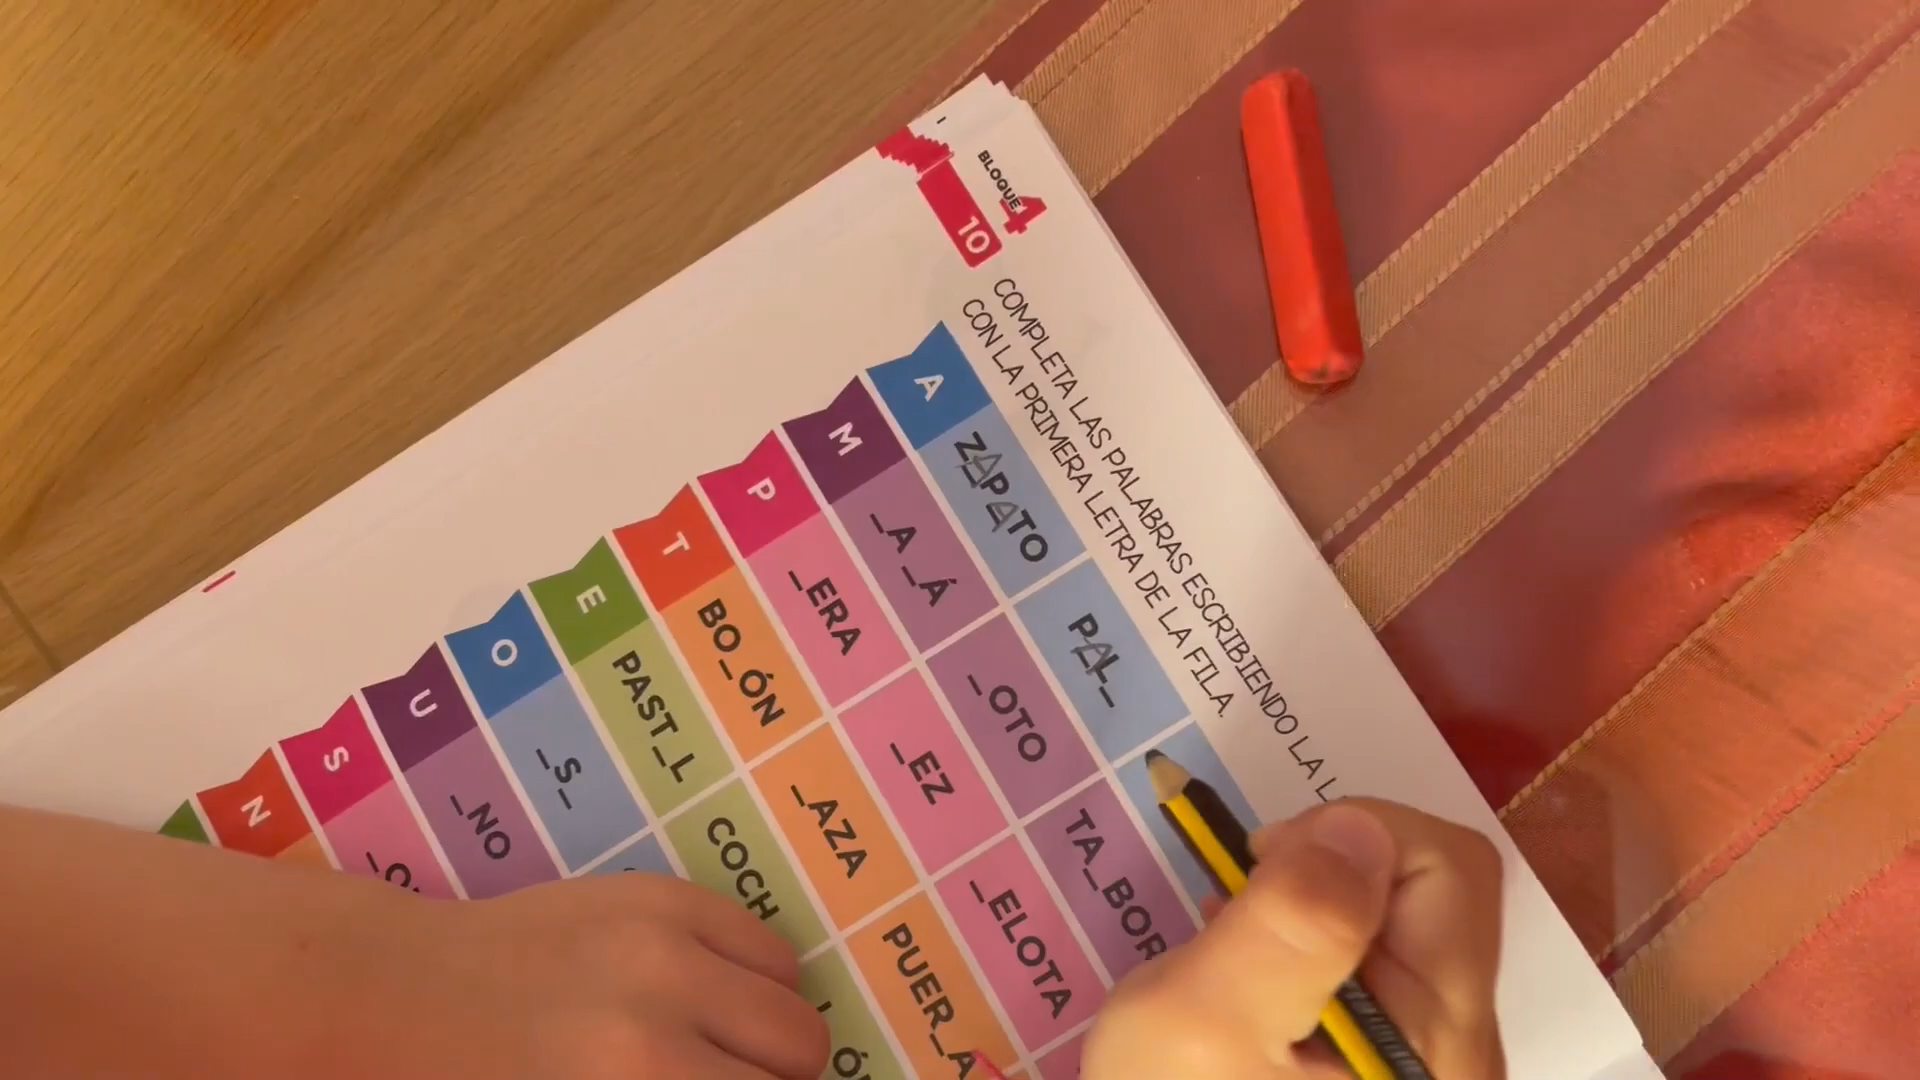 BLOQUE 4
10
COMPLETA LAS PALABRAS ESCRIBIENDO LA
CON LA PRIMERA LETRA DE LA FILA.
A ZAPATO PAL_
M _A_Á _OTO TA_BOR
P _ERA _EZ _ELOTA
T BO_ÓN _AZA PUER_A
E PAST_L COCH
O _S_
U _NO
S
N